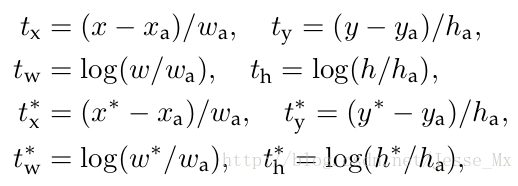 t_x = (x − x_a)/w_a, t_y = (y − y_a)/h_a,
t_w = log(w/w_a), t_h = log(h/h_a),
t*_x = (x* − x_a)/w_a, t*_y = (y* − y_a)/h_a,
t*_w = log(w*/w_a), t*_h = log(h*/h_a),